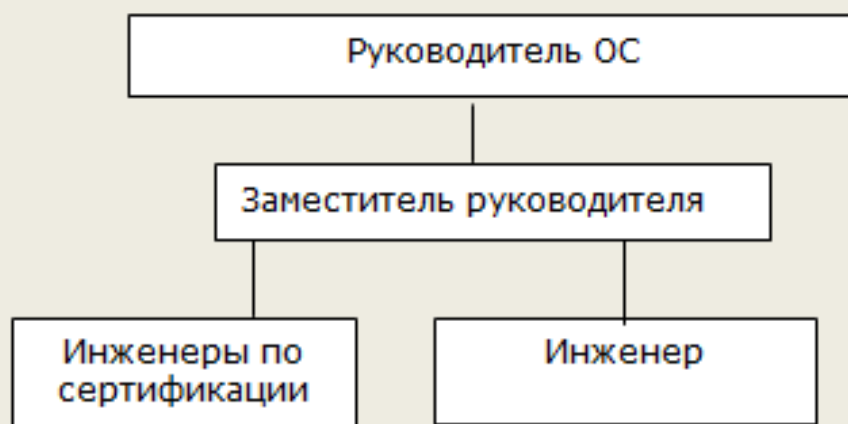 Руководитель ОС
Заместитель руководителя
Инженеры по
сертификации
Инженер